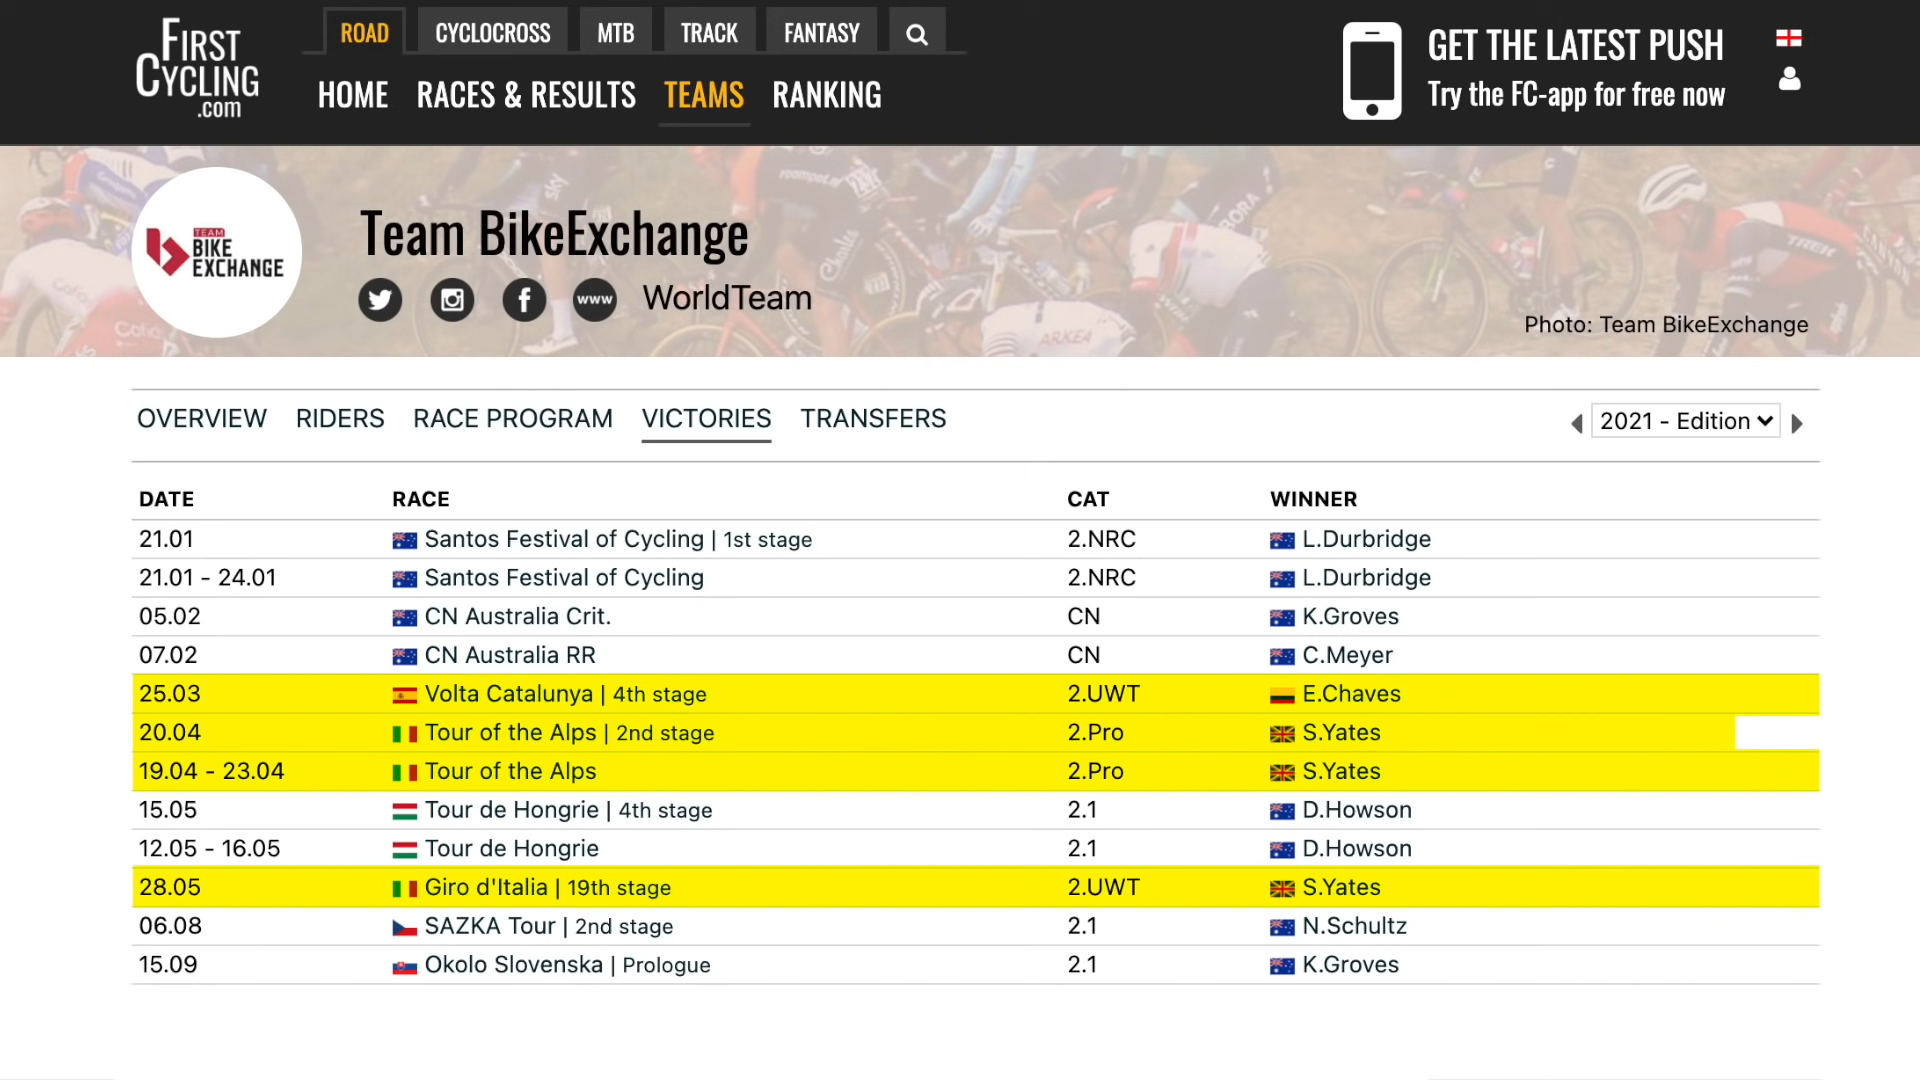 FIRST CYCLING .com
ROAD CYCLOCROSS MTB TRACK FANTASY
HOME RACES & RESULTS TEAMS RANKING
GET THE LATEST PUSH
Try the FC-app for free now
TEAM BIKE EXCHANGE
Team BikeExchange
www WorldTeam
Photo: Team BikeExchange
OVERVIEW RIDERS RACE PROGRAM VICTORIES TRANSFERS 2021 - Edition
DATE RACE CAT WINNER
21.01 Santos Festival of Cycling | 1st stage 2.NRC L.Durbridge
21.01 - 24.01 Santos Festival of Cycling 2.NRC L.Durbridge
05.02 CN Australia Crit. CN K.Groves
07.02 CN Australia RR CN C.Meyer
25.03 Volta Catalunya | 4th stage 2.UWT E.Chaves
20.04 Tour of the Alps | 2nd stage 2.Pro S.Yates
19.04 - 23.04 Tour of the Alps 2.Pro S.Yates
15.05 Tour de Hongrie | 4th stage 2.1 D.Howson
12.05 - 16.05 Tour de Hongrie 2.1 D.Howson
28.05 Giro d'Italia | 19th stage 2.UWT S.Yates
06.08 SAZKA Tour | 2nd stage 2.1 N.Schultz
15.09 Okolo Slovenska | Prologue 2.1 K.Groves